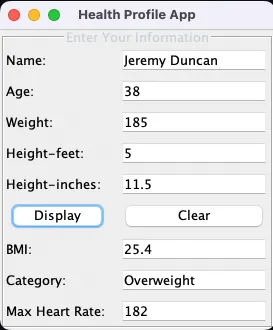 Health Profile App
Enter Your Information
Name: Jeremy Duncan
Age: 38
Weight: 185
Height-feet: 5
Height-inches: 11.5
Display Clear
BMI: 25.4
Category: Overweight
Max Heart Rate: 182